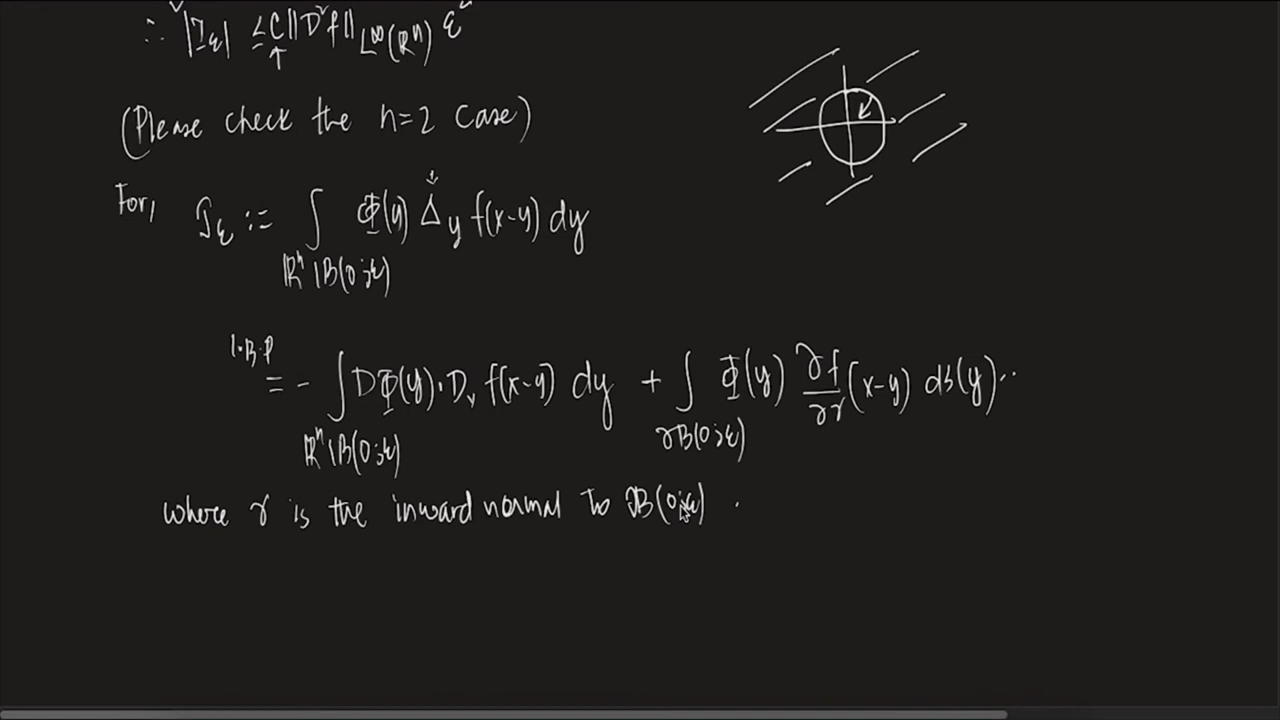 ∴ |I_ε| ≤ C ||D²f||_{L^∞(ℝⁿ)} ε²
(Please check the n=2 case)
For, J_ε := ∫_{ℝⁿ\B(0;ε)} Φ(y) Δ_y f(x-y) dy
I.B.P
= - ∫_{ℝⁿ\B(0;ε)} DΦ(y)·D_y f(x-y) dy + ∫_{∂B(0;ε)} Φ(y) ∂f/∂γ (x-y) ds(y)..
where γ is the inward normal to ∂B(0;ε) .